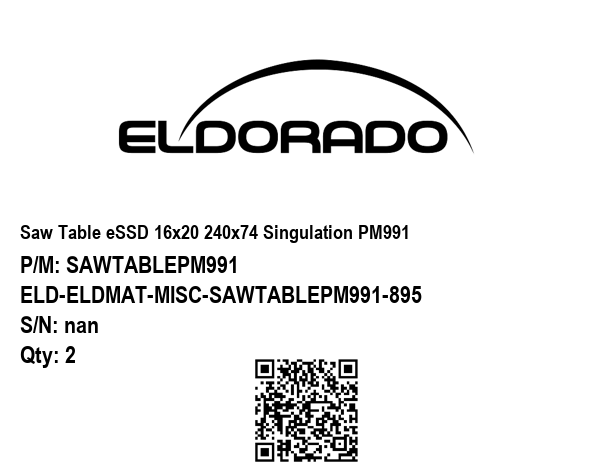 ELDORADO
Saw Table eSSD 16x20 240x74 Singulation PM991
P/M: SAWTABLEPM991
ELD-ELDMAT-MISC-SAWTABLEPM991-895
S/N: nan
Qty: 2